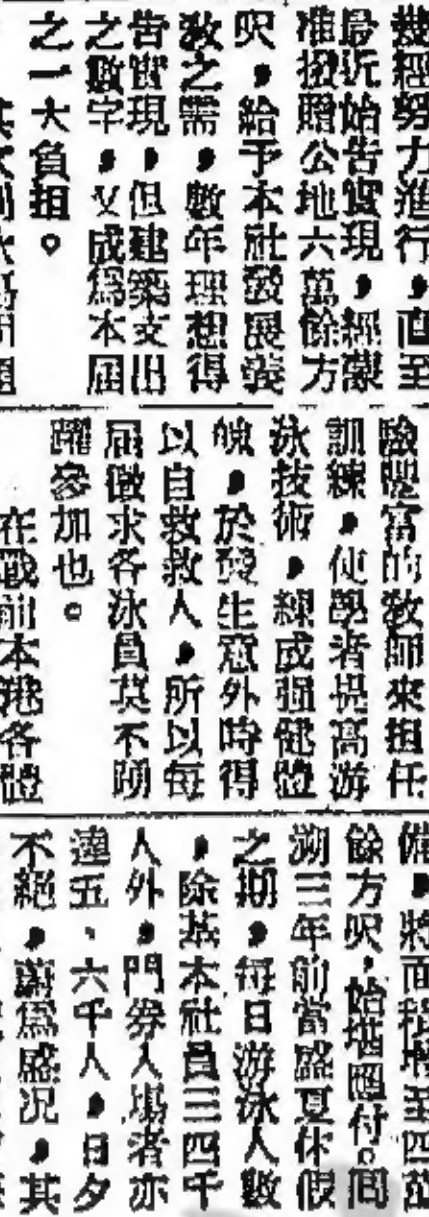 幾經努力進行，直至
最近始告實現，經蒙
准撥贈公地六萬餘方
呎，給予本社發展裝
敎之需，數年理想得
告實現，但建築支出
之數字，又成爲本屆
之一大負担。
驗豐富的敎師來担任
訓練，使學者提高游
泳技術，練成强健體
魄，於發生意外時得
以自救救人，所以每
屆徵求各泳員莫不踴
躍參加也。
在戰前本港各體
備，將面積增至四萬
餘方呎，始堪應付。回
溯三年前當盛夏休假
之期，每日游泳人數
，除基本社員三四千
人外，門券入場者亦
達五、六千人，日夕
不絕，蔚爲盛況，其